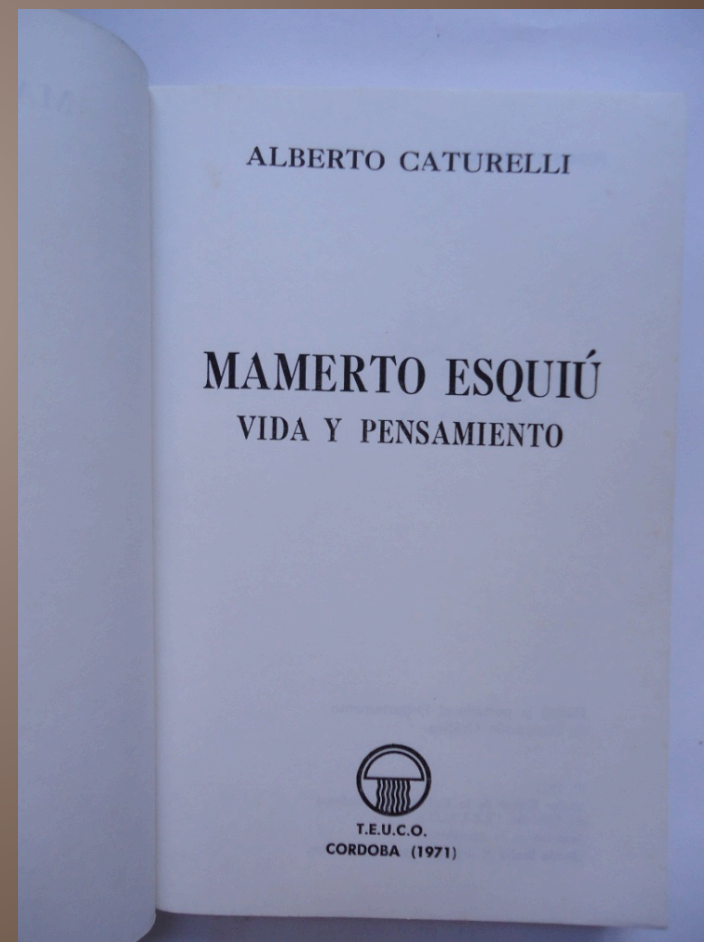 ALBERTO CATURELLI
MAMERTO ESQUIÚ
VIDA Y PENSAMIENTO
T.E.U.C.O.
CORDOBA (1971)